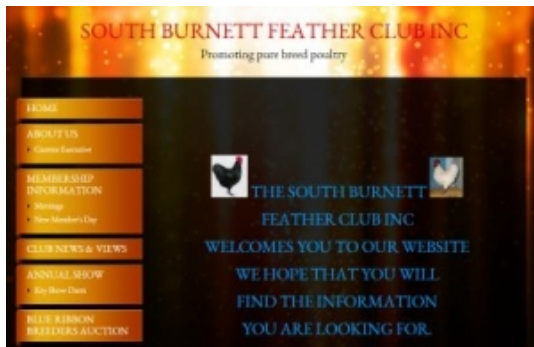 SOUTH BURNETT FEATHER CLUB INC
Promoting pure breed poultry
HOME
ABOUT US
Current Executive
MEMBERSHIP
INFORMATION
Meetings
New Member's Day
CLUB NEWS & VIEWS
ANNUAL SHOW
Key Show Dates
BLUE RIBBON
BREEDERS AUCTION
THE SOUTH BURNETT
FEATHER CLUB INC
WELCOMES YOU TO OUR WEBSITE
WE HOPE THAT YOU WILL
FIND THE INFORMATION
YOU ARE LOOKING FOR.